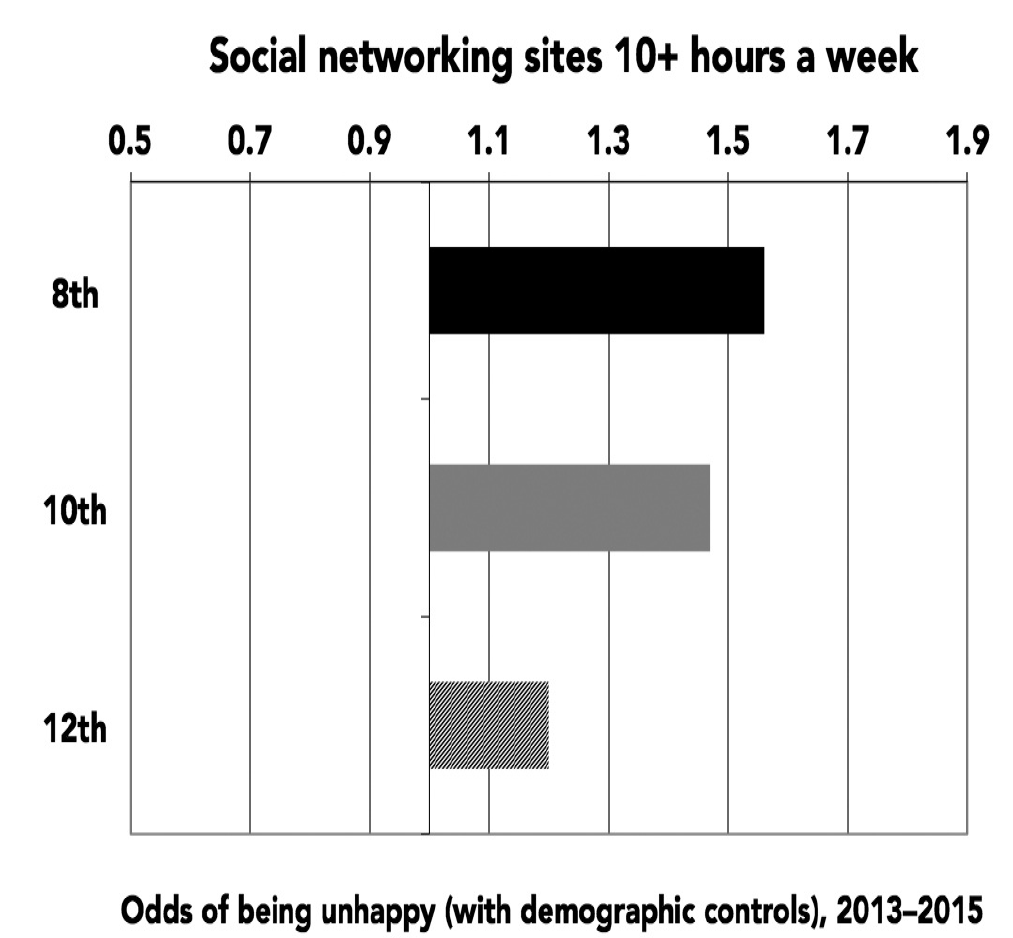 Social networking sites 10+ hours a week
0.5 0.7 0.9 1.1 1.3 1.5 1.7 1.9
8th
10th
12th
Odds of being unhappy (with demographic controls), 2013–2015